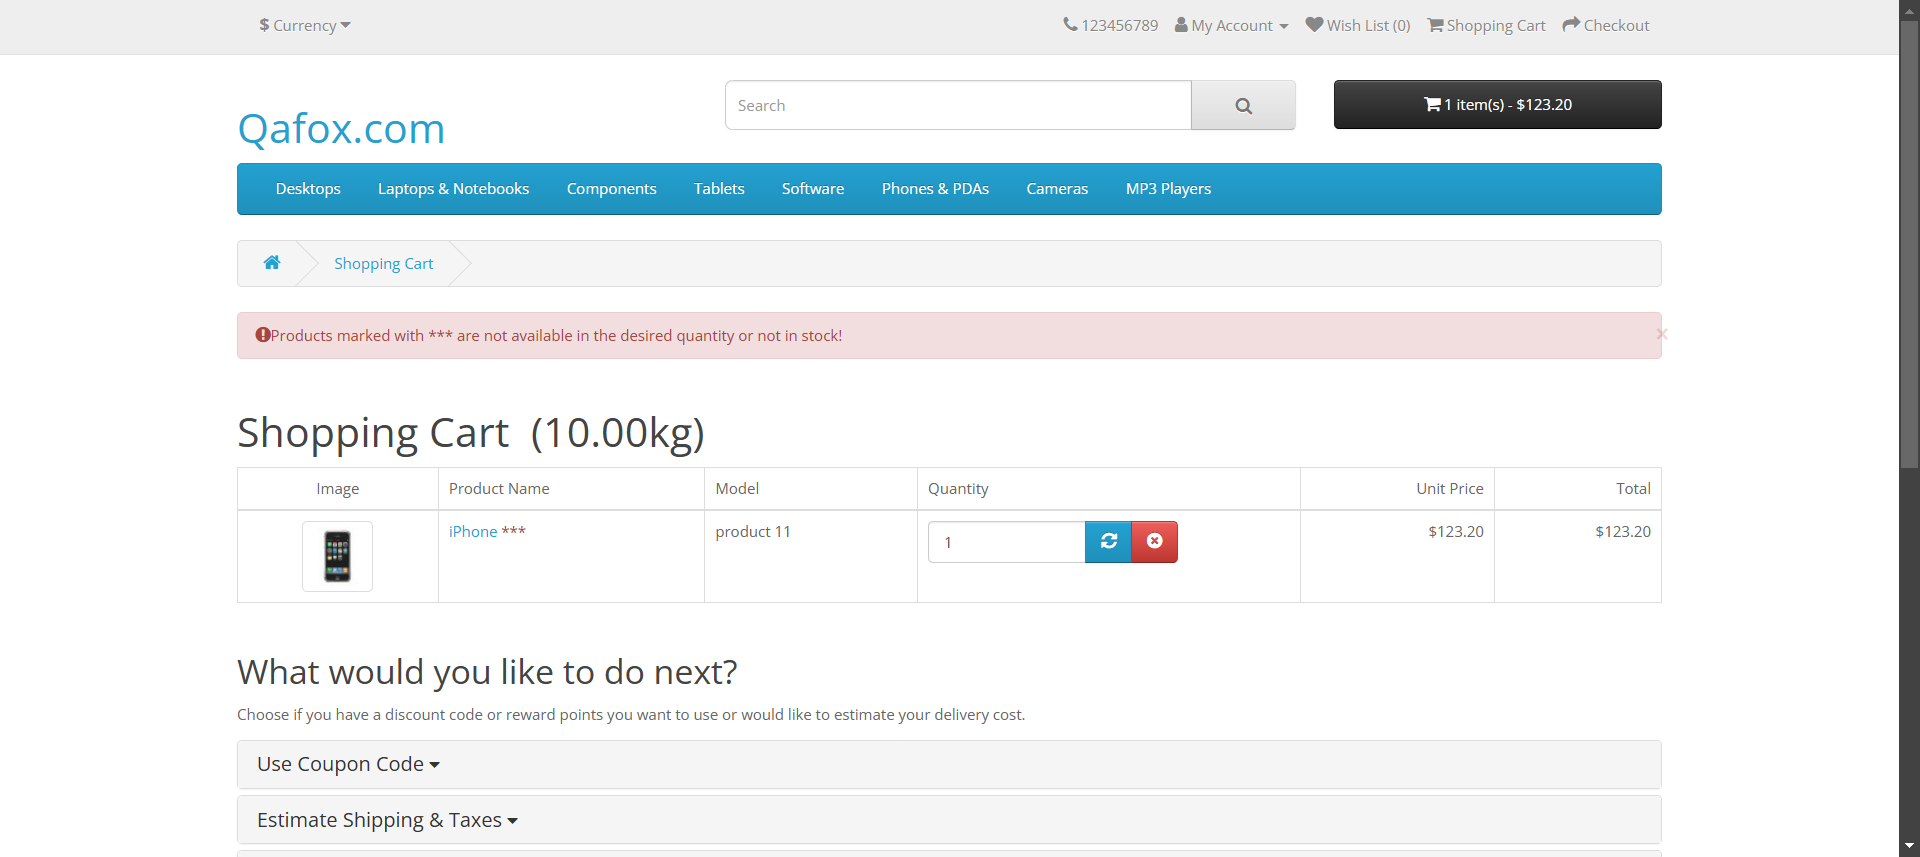 $ Currency
123456789 My Account Wish List (0) Shopping Cart Checkout
Search
1 item(s) - $123.20
Qafox.com
Desktops Laptops & Notebooks Components Tablets Software Phones & PDAs Cameras MP3 Players
Shopping Cart
Products marked with *** are not available in the desired quantity or not in stock!
×
Shopping Cart (10.00kg)
Image Product Name Model Quantity Unit Price Total
iPhone *** product 11 1 $123.20 $123.20
What would you like to do next?
Choose if you have a discount code or reward points you want to use or would like to estimate your delivery cost.
Use Coupon Code
Estimate Shipping & Taxes